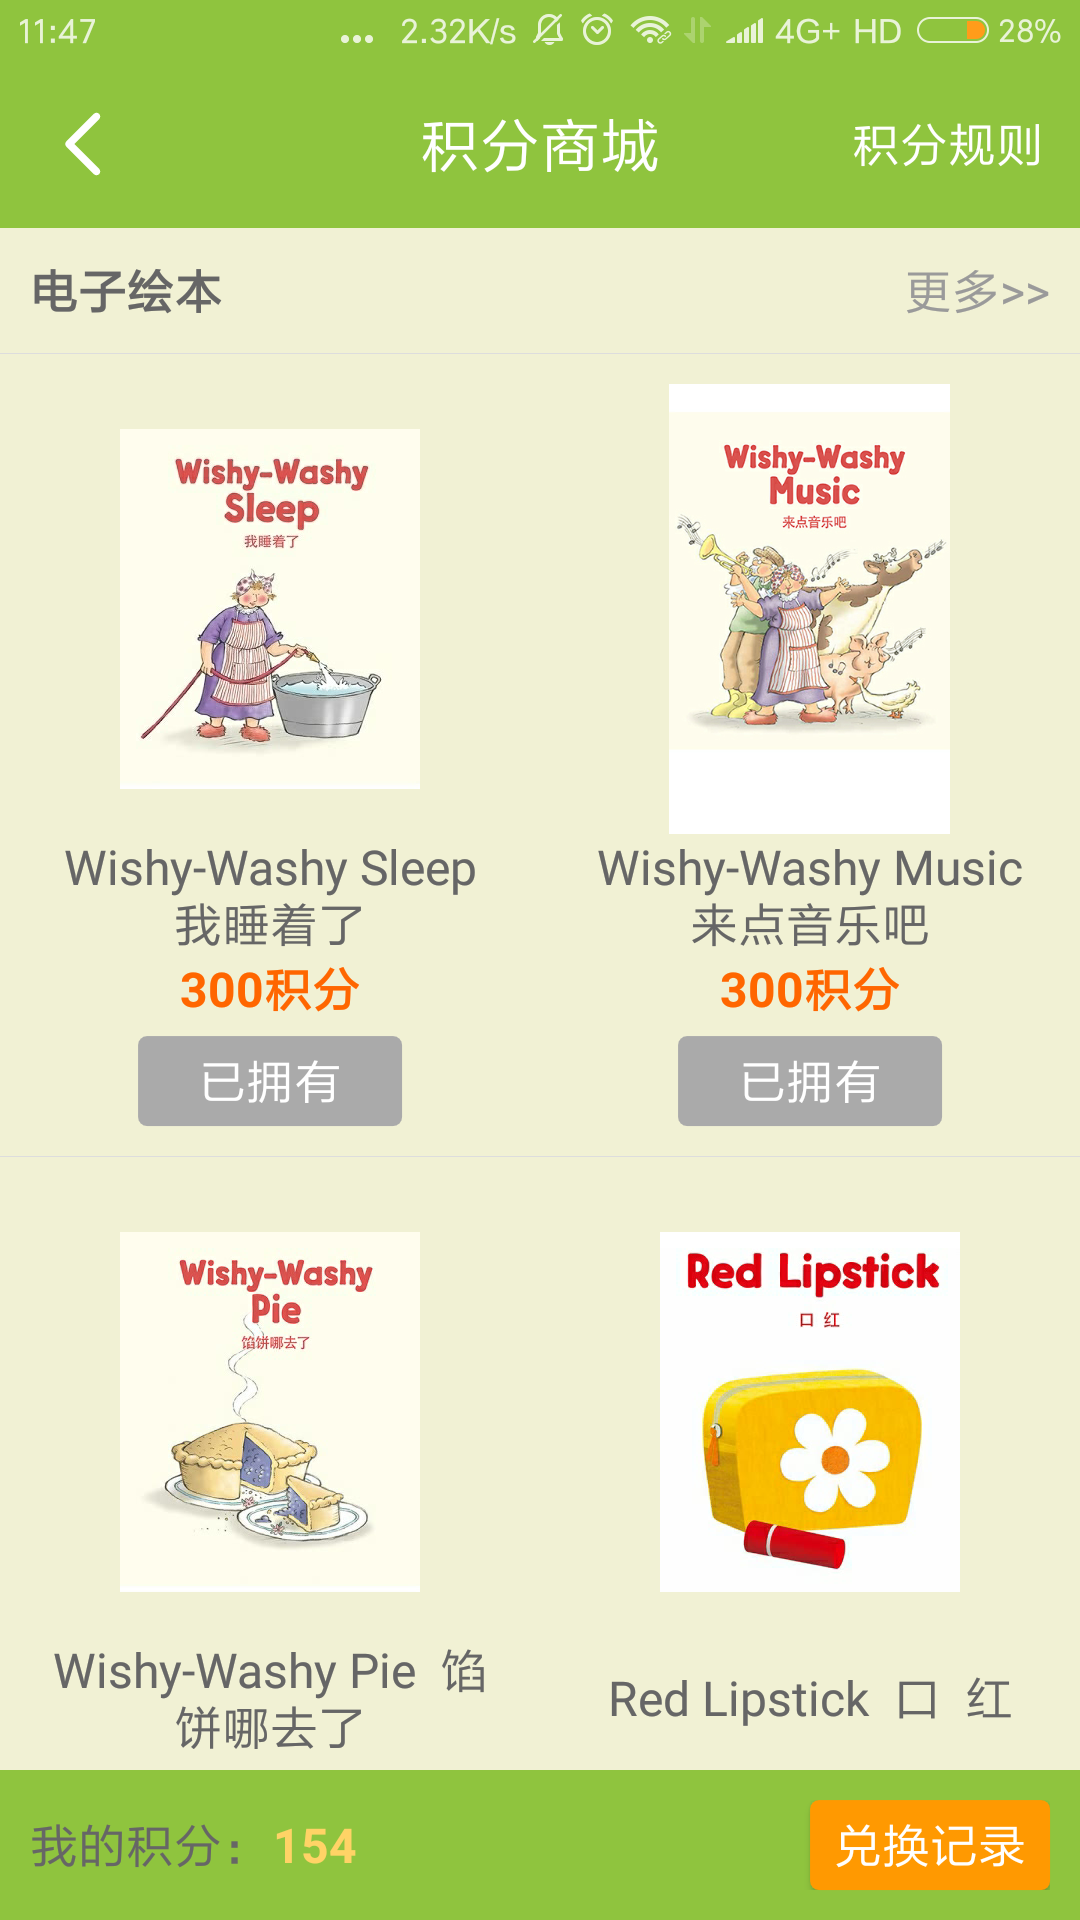 11:47 ... 2.32K/s 4G+ HD 28%
积分商城 积分规则
电子绘本 更多>>
Wishy-Washy
Sleep
我睡着了
Wishy-Washy
Music
来点音乐吧
Wishy-Washy Sleep
我睡着了
300积分
已拥有
Wishy-Washy Music
来点音乐吧
300积分
已拥有
Wishy-Washy
Pie
馅饼哪去了
Red Lipstick
口 红
Wishy-Washy Pie 馅
饼哪去了
Red Lipstick 口 红
我的积分：154 兑换记录